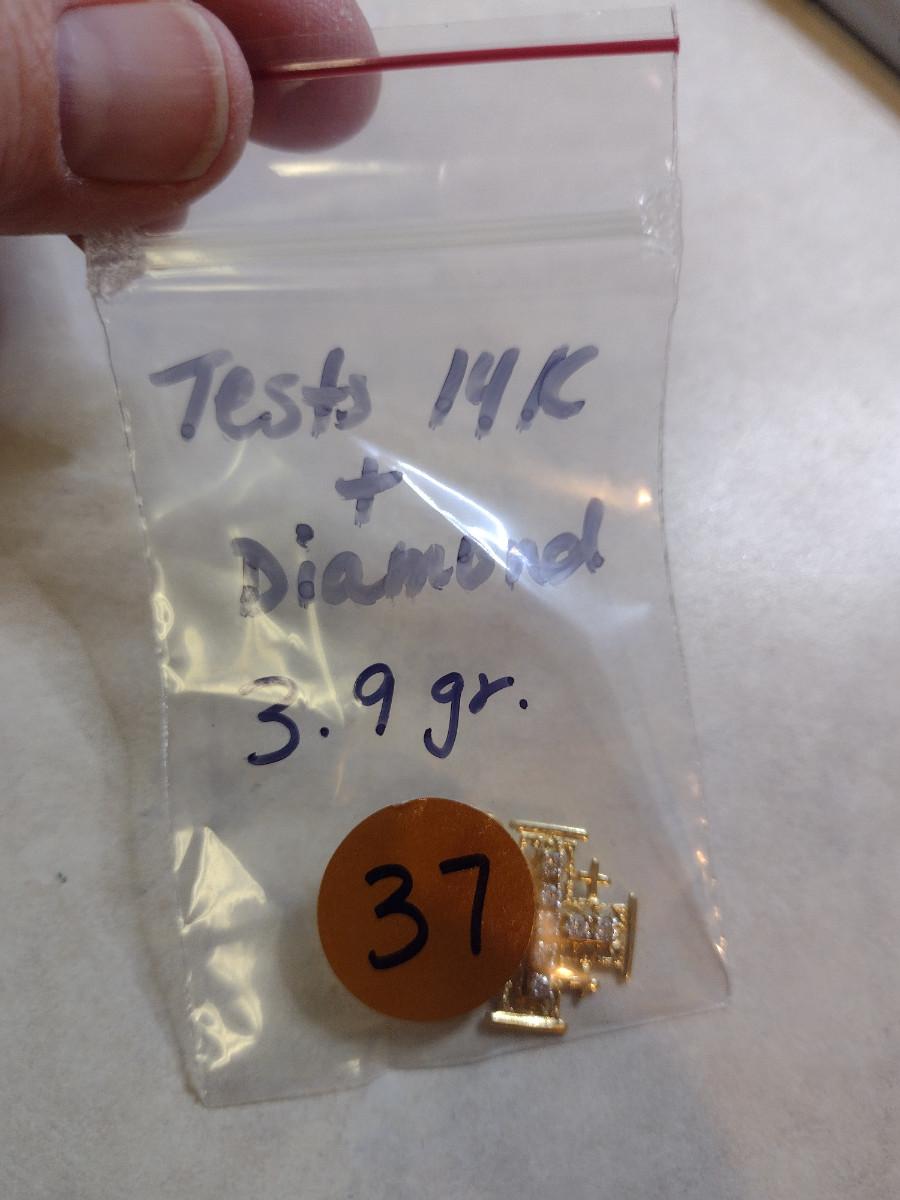 Tests 14K
+
Diamond
3.9 gr.
37